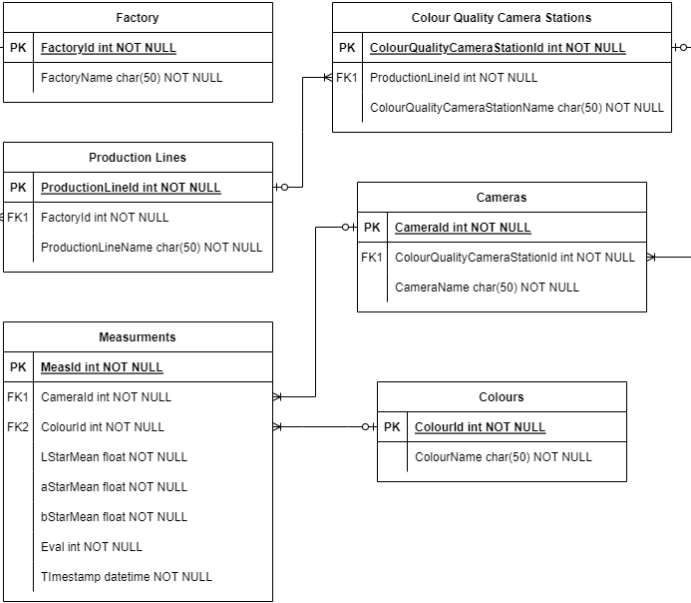 Factory
PK FactoryId int NOT NULL
FactoryName char(50) NOT NULL
Colour Quality Camera Stations
PK ColourQualityCameraStationId int NOT NULL
FK1 ProductionLineId int NOT NULL
ColourQualityCameraStationName char(50) NOT NULL
Production Lines
PK ProductionLineId int NOT NULL
FK1 FactoryId int NOT NULL
ProductionLineName char(50) NOT NULL
Cameras
PK CameraId int NOT NULL
FK1 ColourQualityCameraStationId int NOT NULL
CameraName char(50) NOT NULL
Measurments
PK MeasId int NOT NULL
FK1 CameraId int NOT NULL
FK2 ColourId int NOT NULL
LStarMean float NOT NULL
aStarMean float NOT NULL
bStarMean float NOT NULL
Eval int NOT NULL
TImestamp datetime NOT NULL
Colours
PK ColourId int NOT NULL
ColourName char(50) NOT NULL